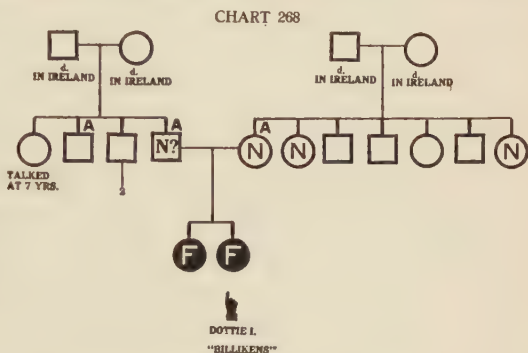 CHART 268
d. IN IRELAND
d. IN IRELAND
d. IN IRELAND
d. IN IRELAND
A A A
N? N N N
TALKED
AT 7 YRS.
2
F F
DOTTIE I.
"BILLIKENS"